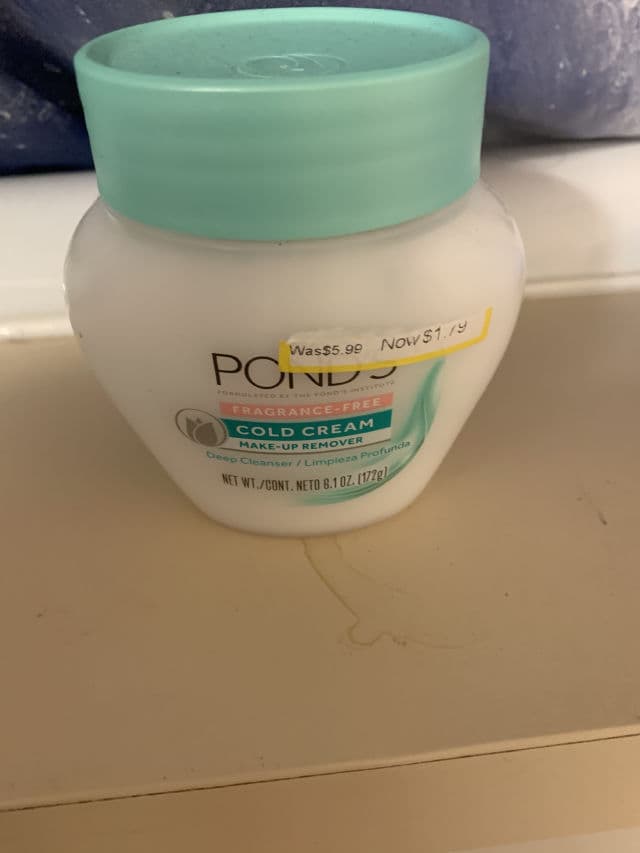 Was$5.99 Now $1.79
POND'S
FORMULATED BY THE POND'S INSTITUTE
FRAGRANCE-FREE
COLD CREAM
MAKE-UP REMOVER
Deep Cleanser / Limpieza Profunda
NET WT./CONT. NETO 6.1 OZ. (172g)